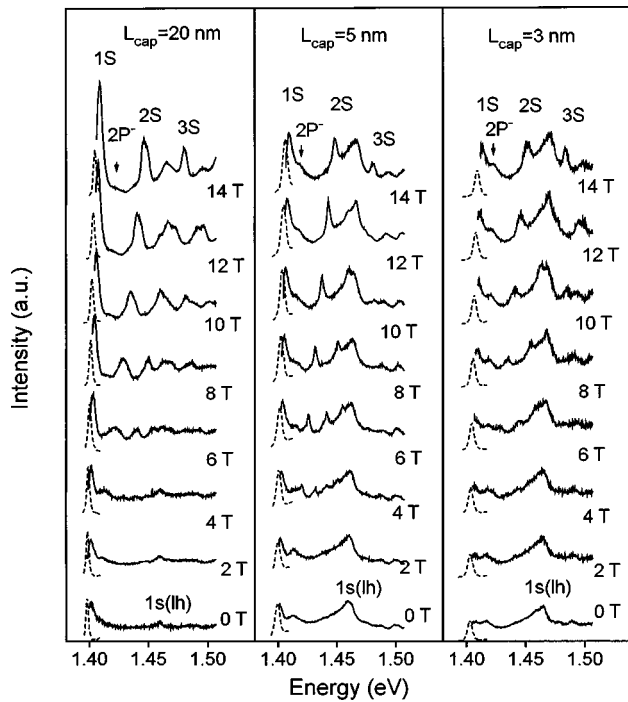 L_cap=20 nm
L_cap=5 nm
L_cap=3 nm
1S
2P⁻
2S
3S
14 T
12 T
10 T
8 T
6 T
4 T
2 T
1s(lh)
0 T
1S
2P⁻
2S
3S
14 T
12 T
10 T
8 T
6 T
4 T
2 T
1s(lh)
0 T
1S
2P⁻
2S
3S
14 T
12 T
10 T
8 T
6 T
4 T
2 T
1s(lh)
0 T
Intensity (a.u.)
1.40 1.45 1.50 1.40 1.45 1.50 1.40 1.45 1.50
Energy (eV)